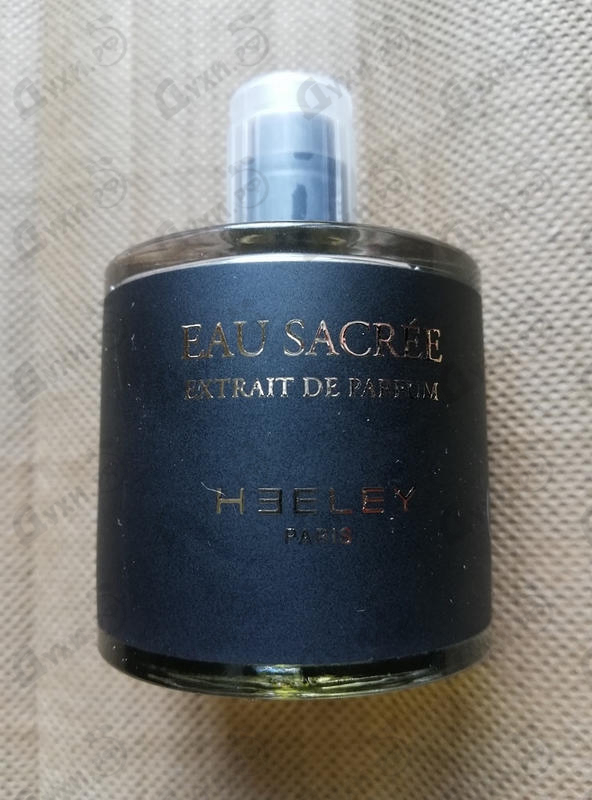 EAU SACRÉE
EXTRAIT DE PARFUM
HEELEY
PARIS